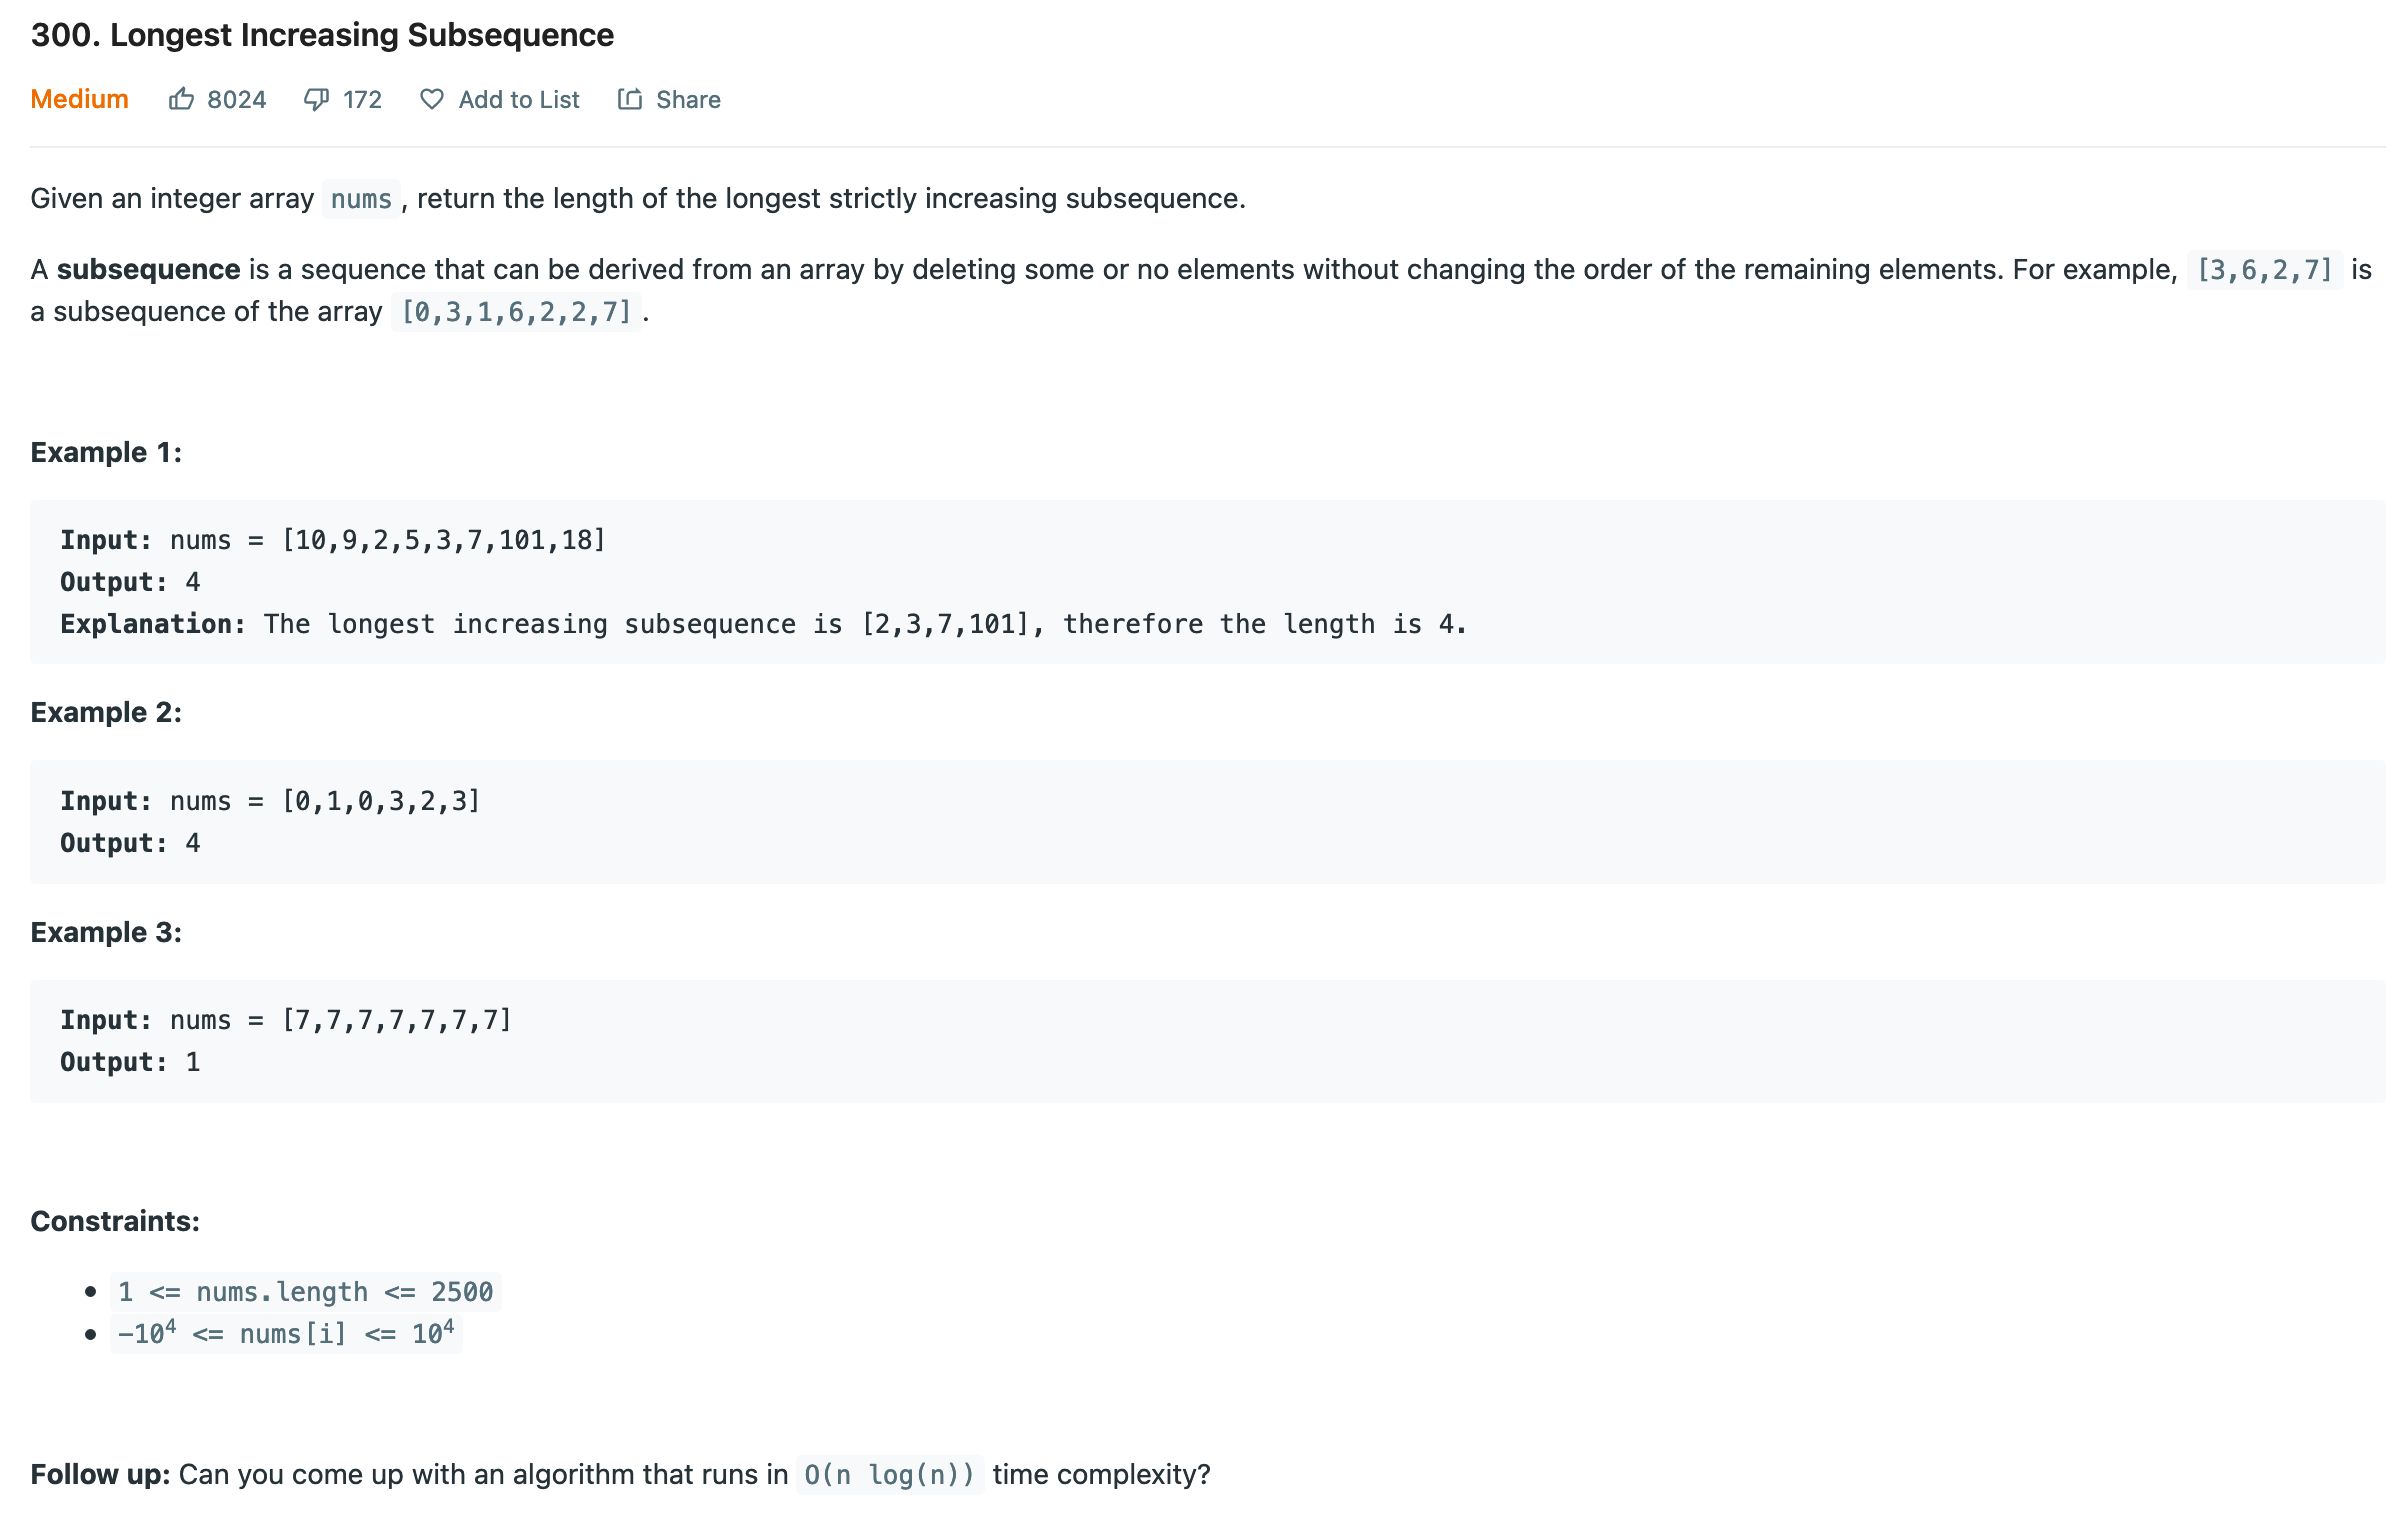 300. Longest Increasing Subsequence
Medium 8024 172 Add to List Share
Given an integer array nums, return the length of the longest strictly increasing subsequence.
A subsequence is a sequence that can be derived from an array by deleting some or no elements without changing the order of the remaining elements. For example, [3,6,2,7] is
a subsequence of the array [0,3,1,6,2,2,7].
Example 1:
Input: nums = [10,9,2,5,3,7,101,18]
Output: 4
Explanation: The longest increasing subsequence is [2,3,7,101], therefore the length is 4.
Example 2:
Input: nums = [0,1,0,3,2,3]
Output: 4
Example 3:
Input: nums = [7,7,7,7,7,7,7]
Output: 1
Constraints:
• 1 <= nums.length <= 2500
• -10⁴ <= nums[i] <= 10⁴
Follow up: Can you come up with an algorithm that runs in O(n log(n)) time complexity?